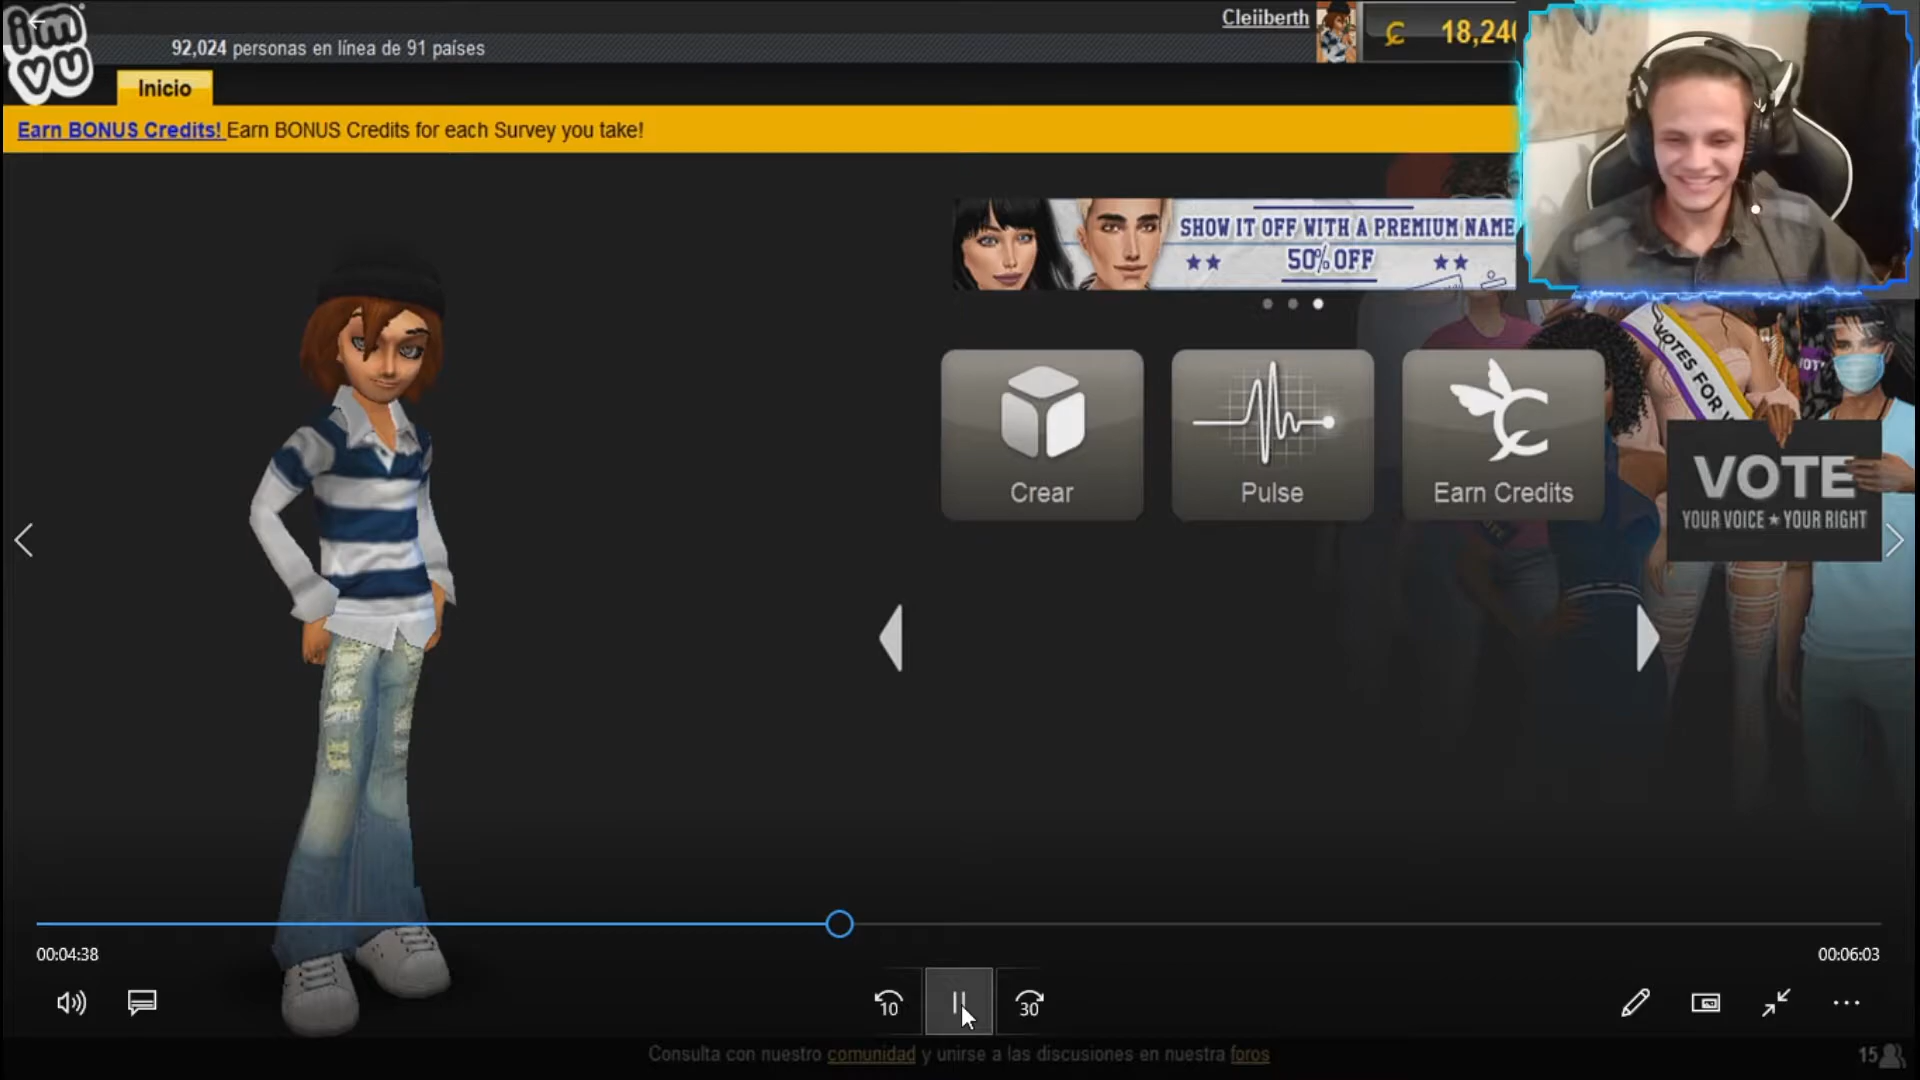 imvu
92,024 personas en línea de 91 países
Cleiiberth
18,240
Inicio
Earn BONUS Credits! Earn BONUS Credits for each Survey you take!
SHOW IT OFF WITH A PREMIUM NAME
50% OFF
VOTES FOR
Crear
Pulse
Earn Credits
VOTE
YOUR VOICE ★ YOUR RIGHT
00:04:38
00:06:03
10
30
Consulta con nuestro comunidad y unirse a las discusiones en nuestra foros
15